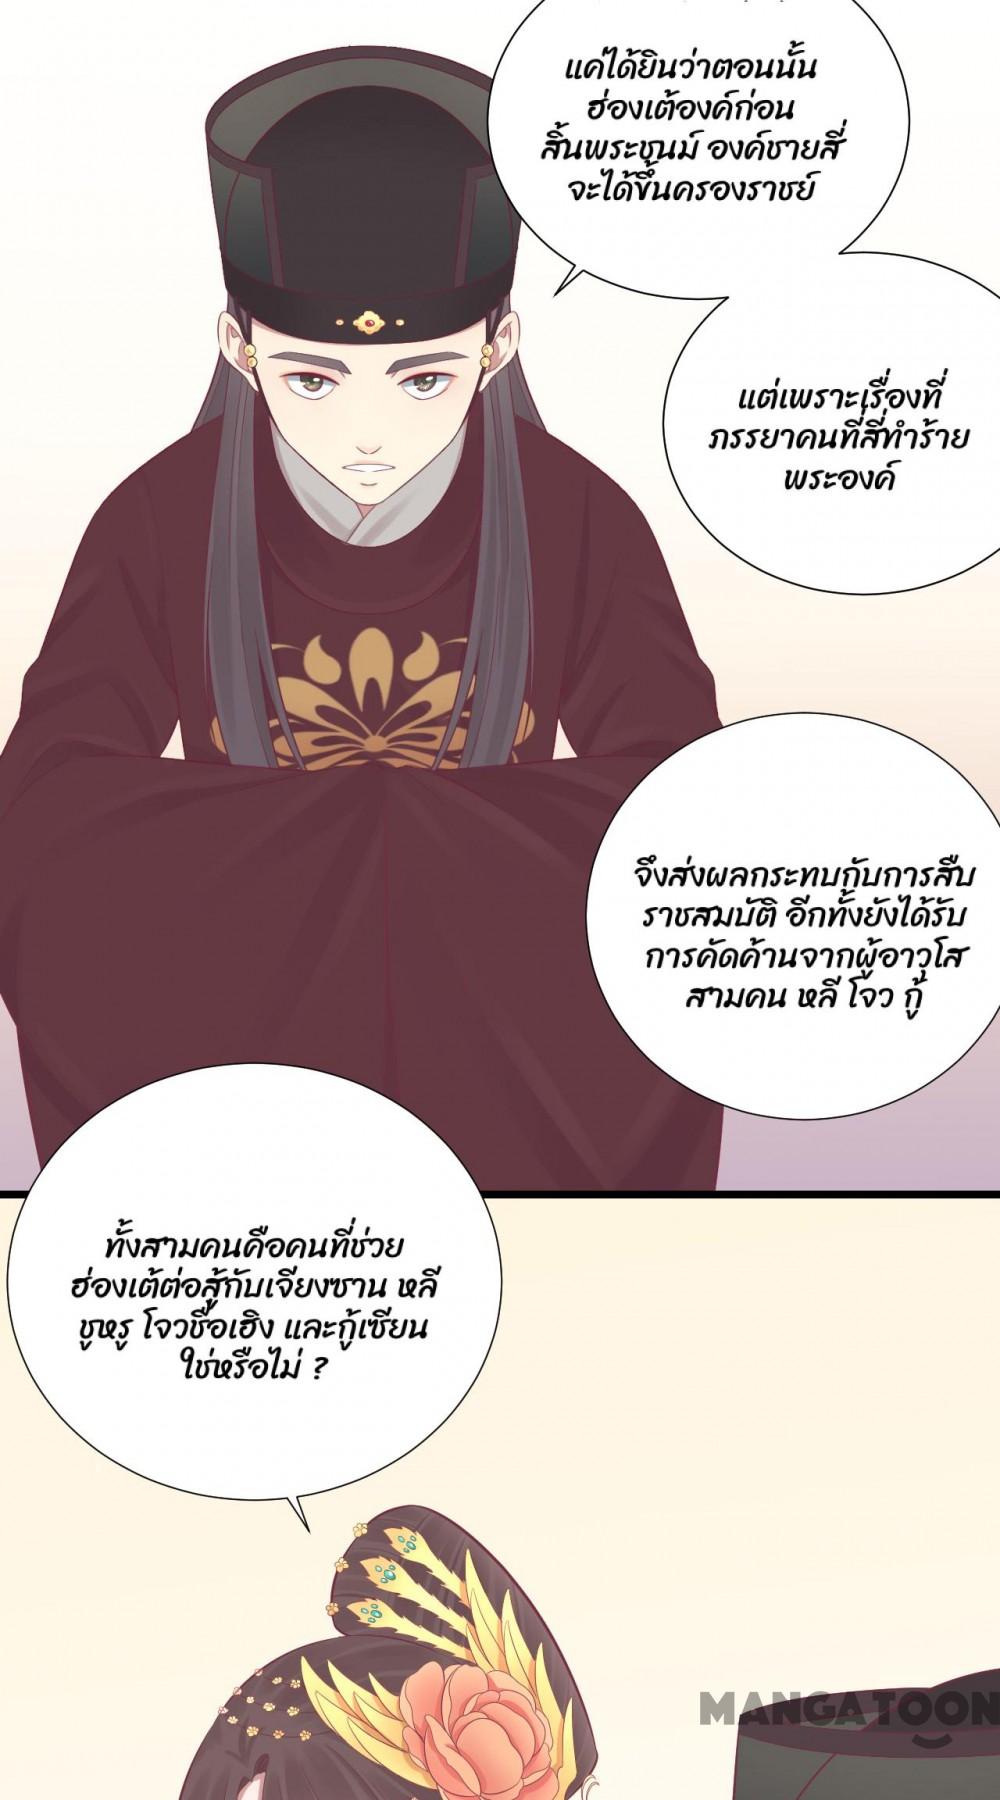 แค่ได้ยินว่าตอนนั้น
ฮ่องเต้องค์ก่อน
สิ้นพระชนม์ องค์ชายสี่
จะได้ขึ้นครองราชย์
แต่เพราะเรื่องที่
ภรรยาคนที่สี่ทำร้าย
พระองค์
จึงส่งผลกระทบกับการสืบ
ราชสมบัติ อีกทั้งยังได้รับ
การคัดค้านจากผู้อาวุโส
สามคน หลี โจว กู้
ทั้งสามคนคือคนที่ช่วย
ฮ่องเต้ต่อสู้กับเจียงซาน หลี
ชูหรู โจวชื่อเฮิง และกู้เซียน
ใช่หรือไม่ ?
MANGATOON